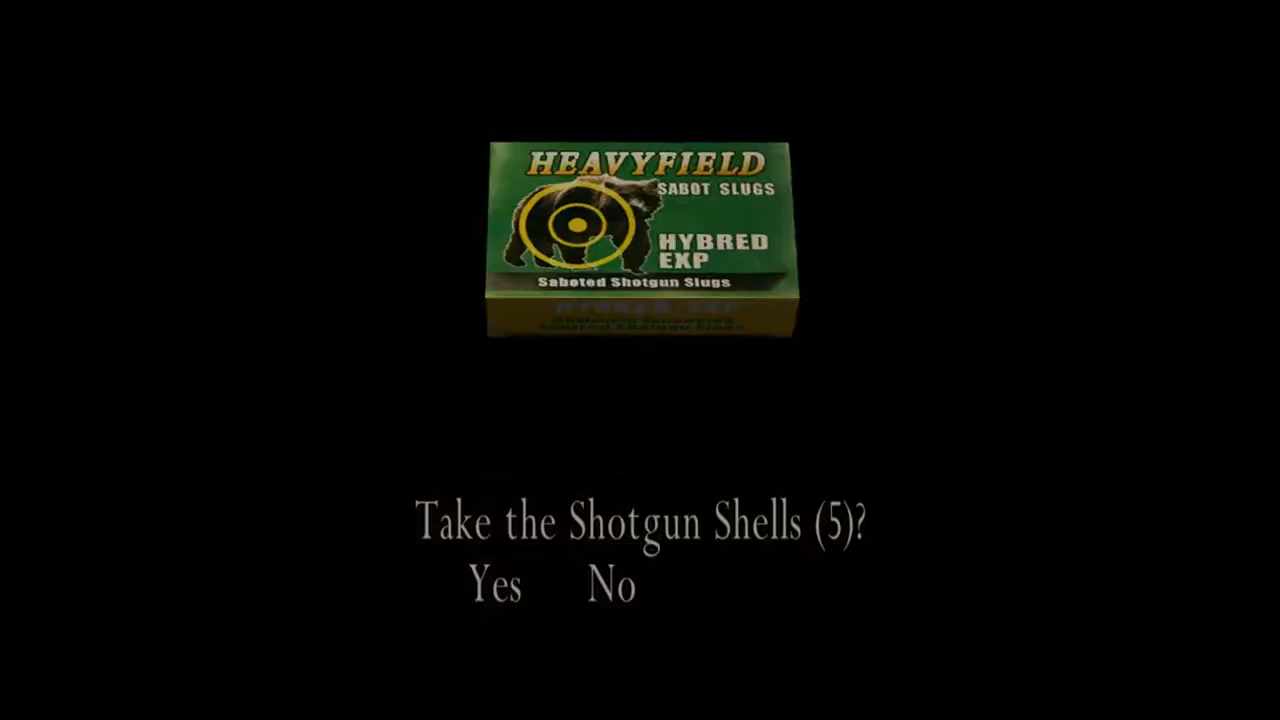 HEAVYFIELD
SABOT SLUGS
HYBRED
EXP
Saboted Shotgun Slugs
Take the Shotgun Shells (5)?
Yes No